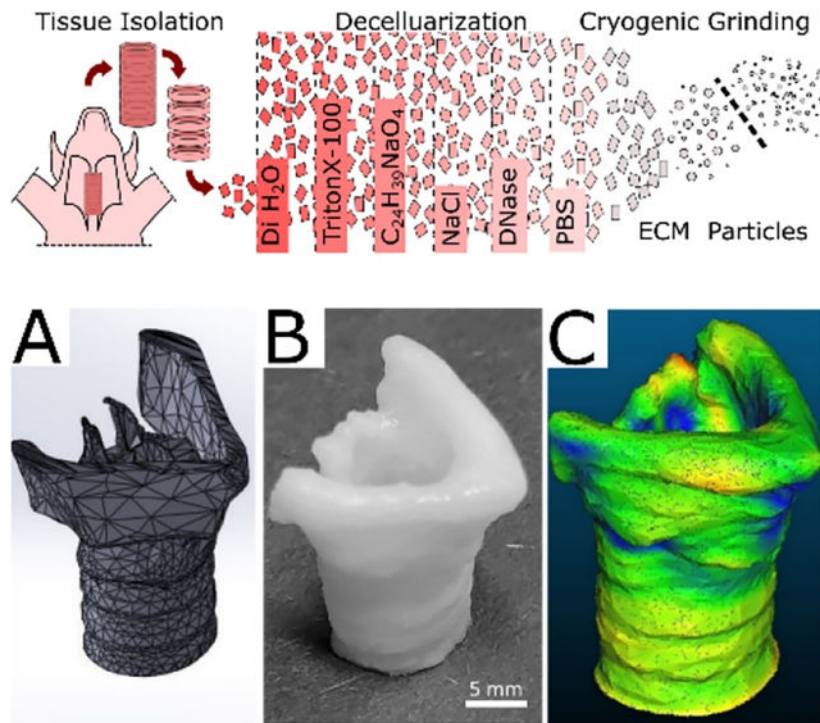 Tissue Isolation
Decelluarization
Cryogenic Grinding
Di H₂O
TritonX-100
C₂₄H₃₉NaO₄
NaCl
DNase
PBS
ECM Particles
A
B
C
5 mm